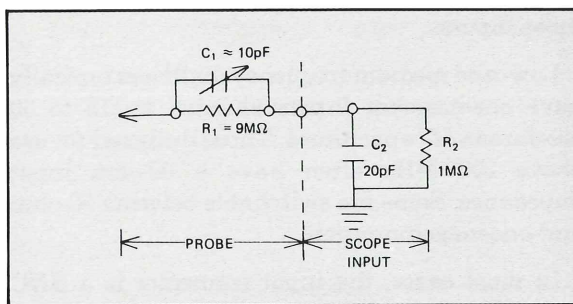 C₁ ≈ 10pF
R₁ = 9MΩ
C₂
20pF
R₂
1MΩ
PROBE
SCOPE
INPUT